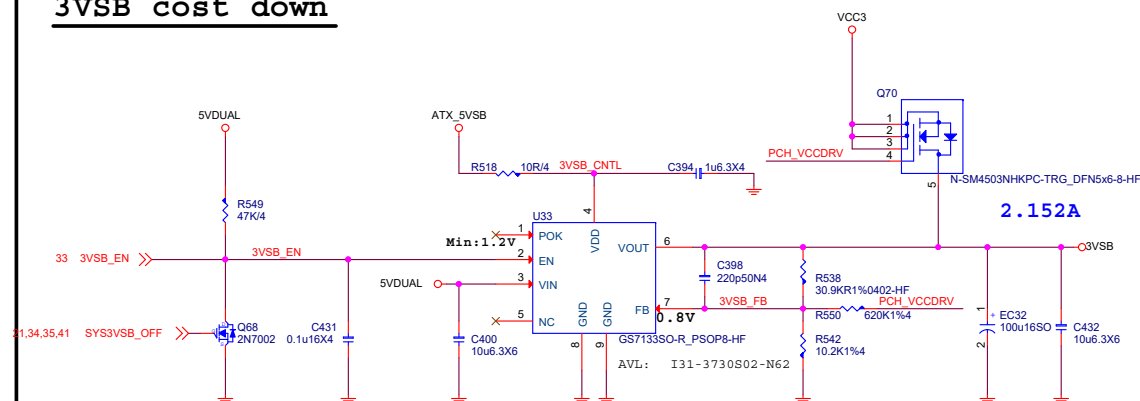 3VSB cost down
VCC3
Q70
1
2
3
4
PCH_VCCDRV
5
N-SM4503NHKPC-TRG_DFN5x6-8-HF
2.152A
5VDUAL
ATX_5VSB
R518
10R/4
3VSB_CNTL
C394
1u6.3X4
R549
47K/4
U33
4
1
POK
VDD
VOUT
6
3VSB
Min:1.2V
33
3VSB_EN
3VSB_EN
2
EN
5VDUAL
3
VIN
C398
220p50N4
R538
30.9KR1%0402-HF
3VSB_FB
7
FB
0.8V
PCH_VCCDRV
R550
620K1%4
5
NC
GND
GND
8
9
GS7133SO-R_PSOP8-HF
AVL: I31-3730S02-N62
R542
10.2K1%4
1
+
EC32
100u16SO
2
C432
10u6.3X6
,34,35,41
SYS3VSB_OFF
Q68
2N7002
C431
0.1u16X4
C400
10u6.3X6